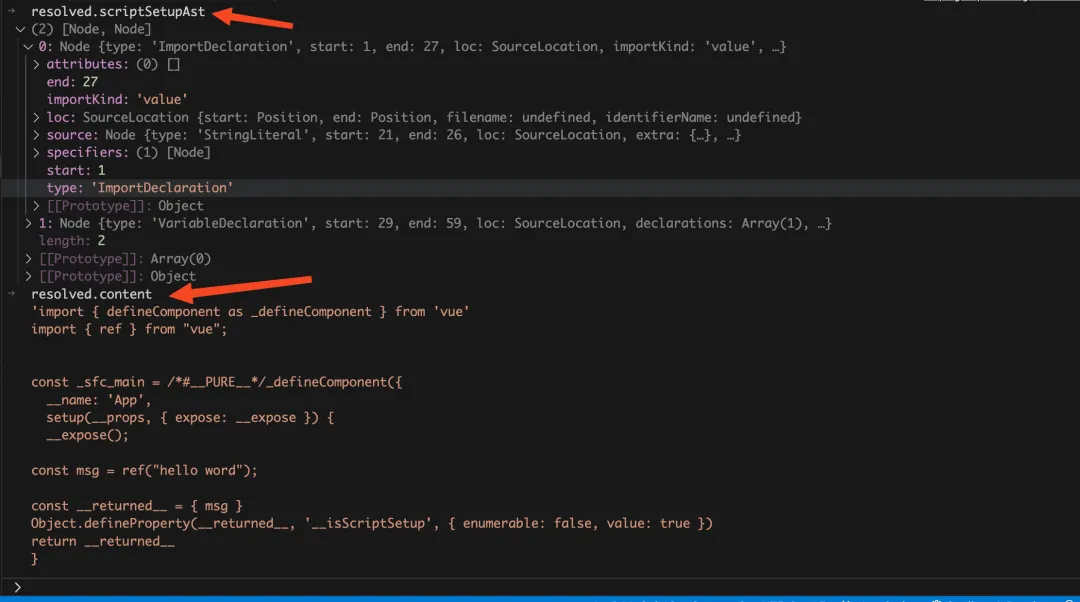 resolved.scriptSetupAst
(2) [Node, Node]
0: Node {type: 'ImportDeclaration', start: 1, end: 27, loc: SourceLocation, importKind: 'value', …}
attributes: (0) []
end: 27
importKind: 'value'
loc: SourceLocation {start: Position, end: Position, filename: undefined, identifierName: undefined}
source: Node {type: 'StringLiteral', start: 21, end: 26, loc: SourceLocation, extra: {…}, …}
specifiers: (1) [Node]
start: 1
type: 'ImportDeclaration'
[[Prototype]]: Object
1: Node {type: 'VariableDeclaration', start: 29, end: 59, loc: SourceLocation, declarations: Array(1), …}
length: 2
[[Prototype]]: Array(0)
[[Prototype]]: Object
resolved.content
'import { defineComponent as _defineComponent } from 'vue'
import { ref } from "vue";
const _sfc_main = /*#__PURE__*/_defineComponent({
__name: 'App',
setup(__props, { expose: __expose }) {
__expose();
const msg = ref("hello word");
const __returned__ = { msg }
Object.defineProperty(__returned__, '__isScriptSetup', { enumerable: false, value: true })
return __returned__
}